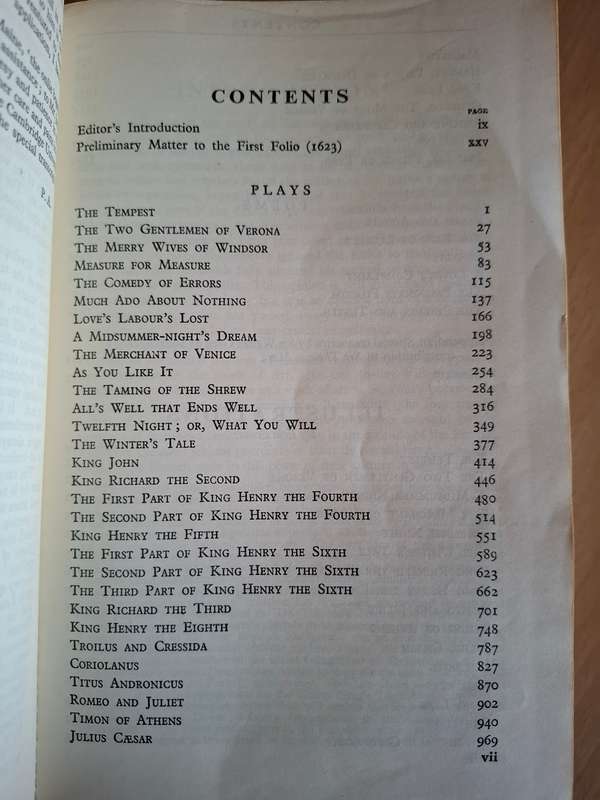 CONTENTS
PAGE
Editor's Introduction ix
Preliminary Matter to the First Folio (1623) xxv
PLAYS
The Tempest 1
The Two Gentlemen of Verona 27
The Merry Wives of Windsor 53
Measure for Measure 83
The Comedy of Errors 115
Much Ado About Nothing 137
Love's Labour's Lost 166
A Midsummer-night's Dream 198
The Merchant of Venice 223
As You Like It 254
The Taming of the Shrew 284
All's Well that Ends Well 316
Twelfth Night; or, What You Will 349
The Winter's Tale 377
King John 414
King Richard the Second 446
The First Part of King Henry the Fourth 480
The Second Part of King Henry the Fourth 514
King Henry the Fifth 551
The First Part of King Henry the Sixth 589
The Second Part of King Henry the Sixth 623
The Third Part of King Henry the Sixth 662
King Richard the Third 701
King Henry the Eighth 748
Troilus and Cressida 787
Coriolanus 827
Titus Andronicus 870
Romeo and Juliet 902
Timon of Athens 940
Julius Cæsar 969
vii